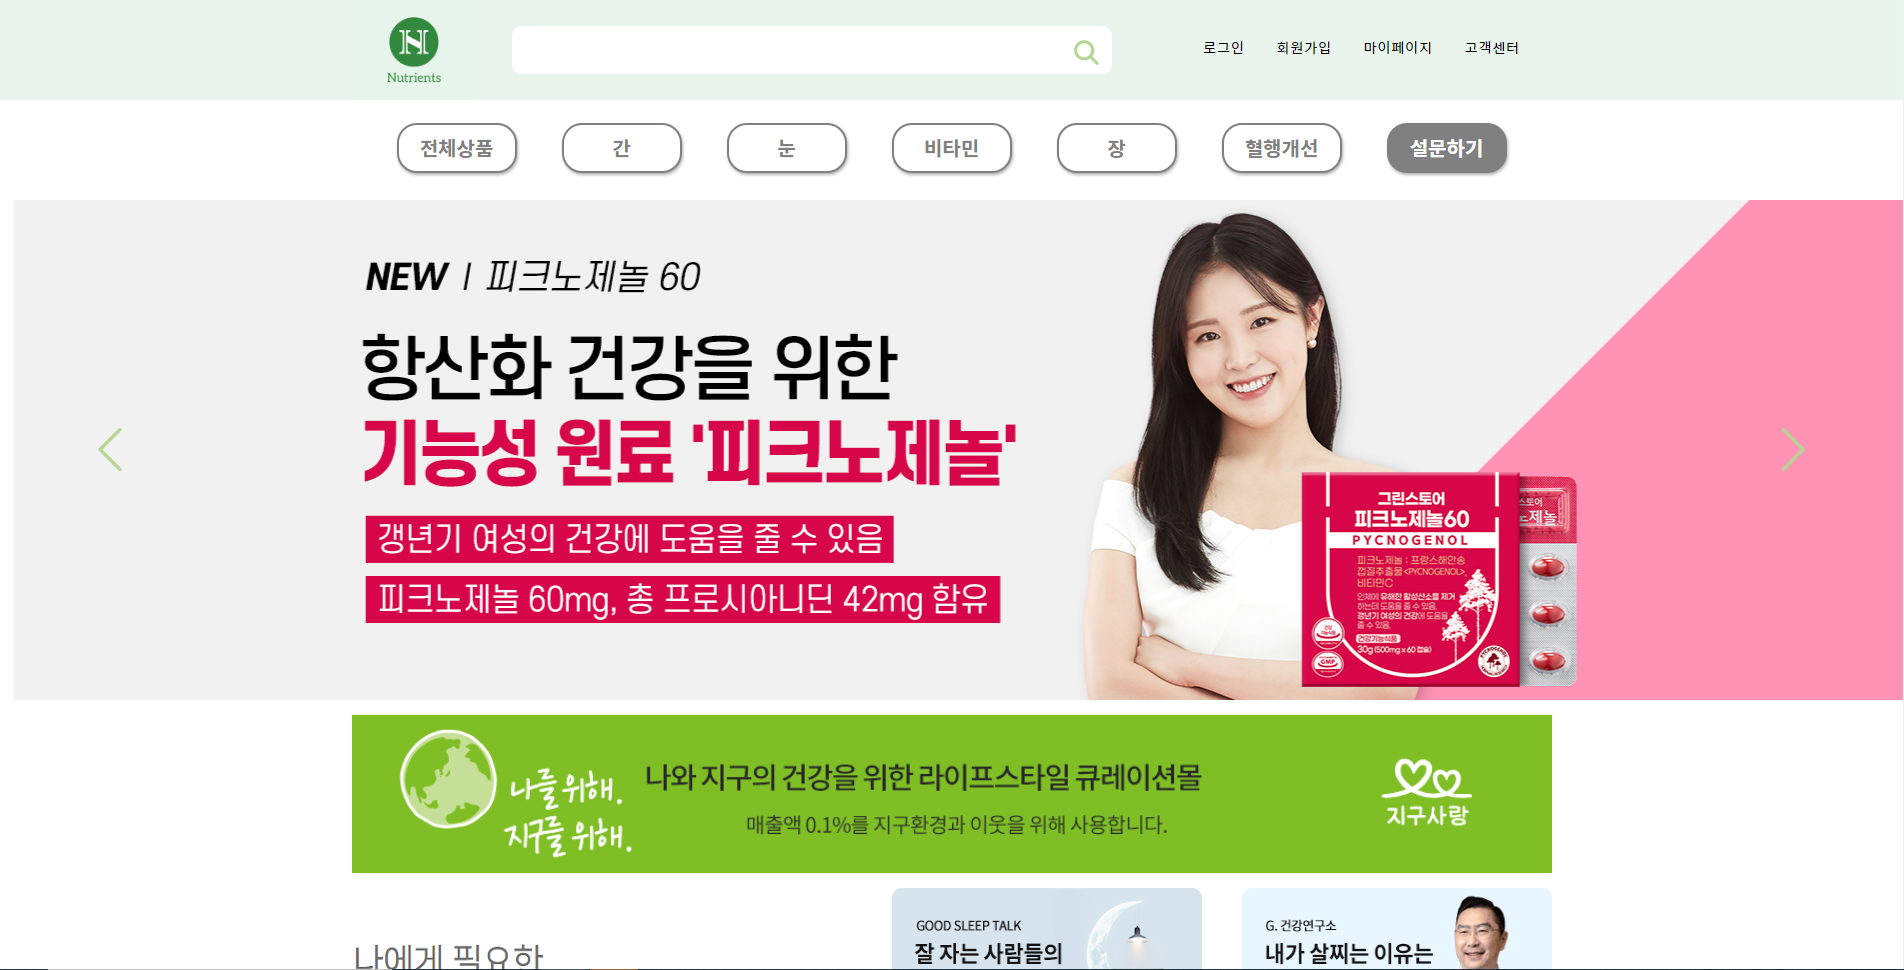 Nutrients
로그인 회원가입 마이페이지 고객센터
전체상품 간 눈 비타민 장 혈행개선 설문하기
NEW | 피크노제놀 60
항산화 건강을 위한
기능성 원료 '피크노제놀'
갱년기 여성의 건강에 도움을 줄 수 있음
피크노제놀 60mg, 총 프로시아니딘 42mg 함유
그린스토어
피크노제놀60
PYCNOGENOL
피크노제놀 : 프랑스해안송
껍질추출물<PYCNOGENOL>,
비타민C
인체에 유해한 활성산소를 제거
하는데 도움을 줄 수 있음.
갱년기 여성의 건강에 도움을
줄 수 있음.
건강기능식품
30g (500mg x 60 캡슐)
GMP
나를 위해.
지구를 위해.
나와 지구의 건강을 위한 라이프스타일 큐레이션몰
매출액 0.1%를 지구환경과 이웃을 위해 사용합니다.
지구사랑
나에게 필요한
GOOD SLEEP TALK
잘 자는 사람들의
G. 건강연구소
내가 살찌는 이유는